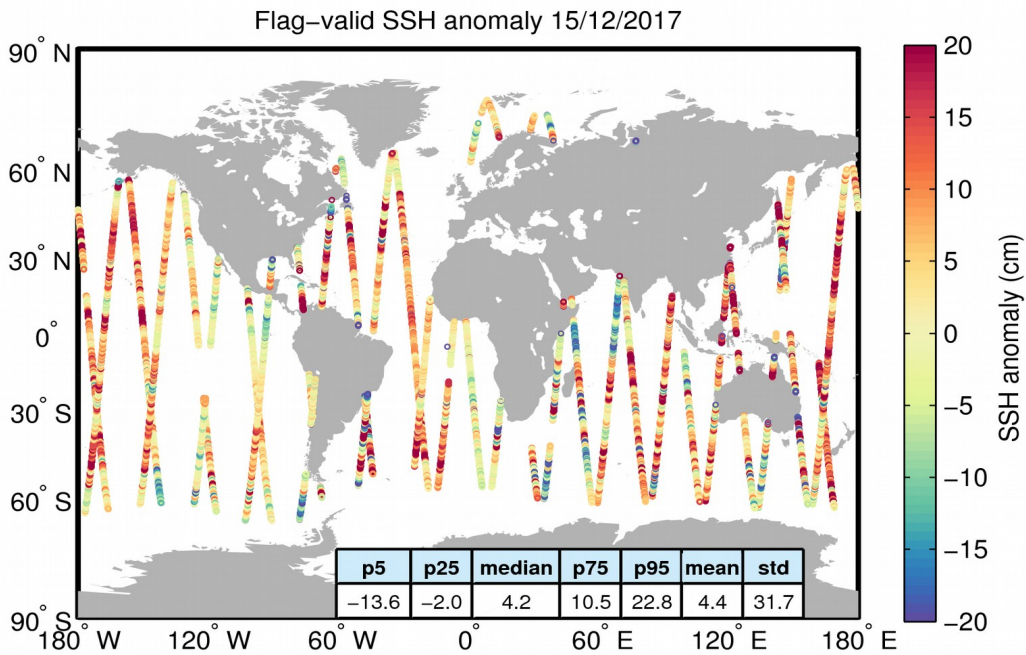 Flag−valid SSH anomaly 15/12/2017
90° N
60° N
30° N
0°
30° S
60° S
90° S
180° W
120° W
60° W
0°
60° E
120° E
180° E
p5 p25 median p75 p95 mean std
−13.6 −2.0 4.2 10.5 22.8 4.4 31.7
20
15
10
5
0
−5
−10
−15
−20
SSH anomaly (cm)